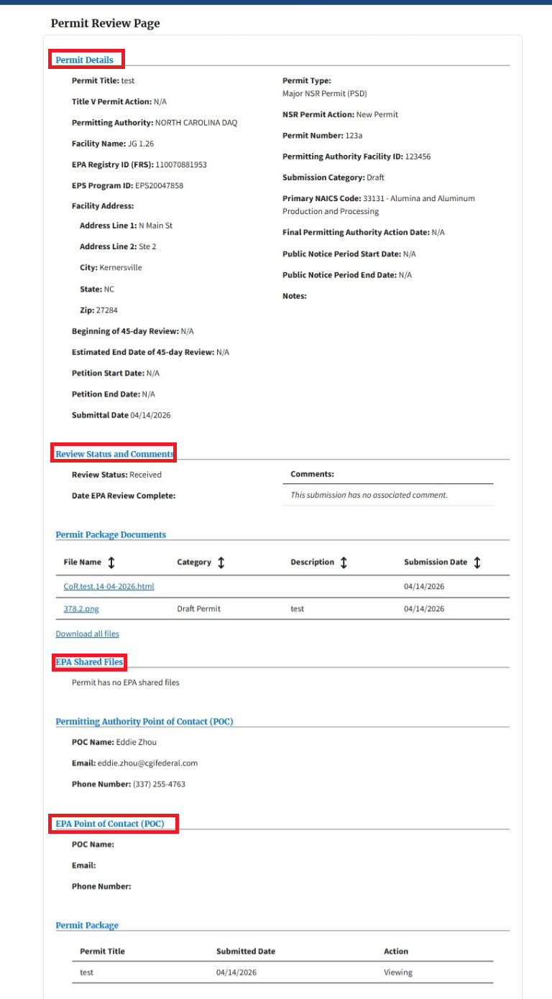 Permit Review Page
Permit Details
Permit Title: test
Title V Permit Action: N/A
Permitting Authority: NORTH CAROLINA DAQ
Facility Name: JG 1.26
EPA Registry ID (FRS): 110070881953
EPS Program ID: EPS20047858
Facility Address:
Address Line 1: N Main St
Address Line 2: Ste 2
City: Kernersville
State: NC
Zip: 27284
Beginning of 45-day Review: N/A
Estimated End Date of 45-day Review: N/A
Petition Start Date: N/A
Petition End Date: N/A
Submittal Date 04/14/2026
Permit Type:
Major NSR Permit (PSD)
NSR Permit Action: New Permit
Permit Number: 123a
Permitting Authority Facility ID: 123456
Submission Category: Draft
Primary NAICS Code: 33131 - Alumina and Aluminum
Production and Processing
Final Permitting Authority Action Date: N/A
Public Notice Period Start Date: N/A
Public Notice Period End Date: N/A
Notes:
Review Status and Comments
Review Status: Received
Date EPA Review Complete:
Comments:
This submission has no associated comment.
Permit Package Documents
File Name Category Description Submission Date
CoR.test.14-04-2026.html 04/14/2026
378.2.png Draft Permit test 04/14/2026
Download all files
EPA Shared Files
Permit has no EPA shared files
Permitting Authority Point of Contact (POC)
POC Name: Eddie Zhou
Email: eddie.zhou@cgifederal.com
Phone Number: (337) 255-4763
EPA Point of Contact (POC)
POC Name:
Email:
Phone Number:
Permit Package
Permit Title Submitted Date Action
test 04/14/2026 Viewing